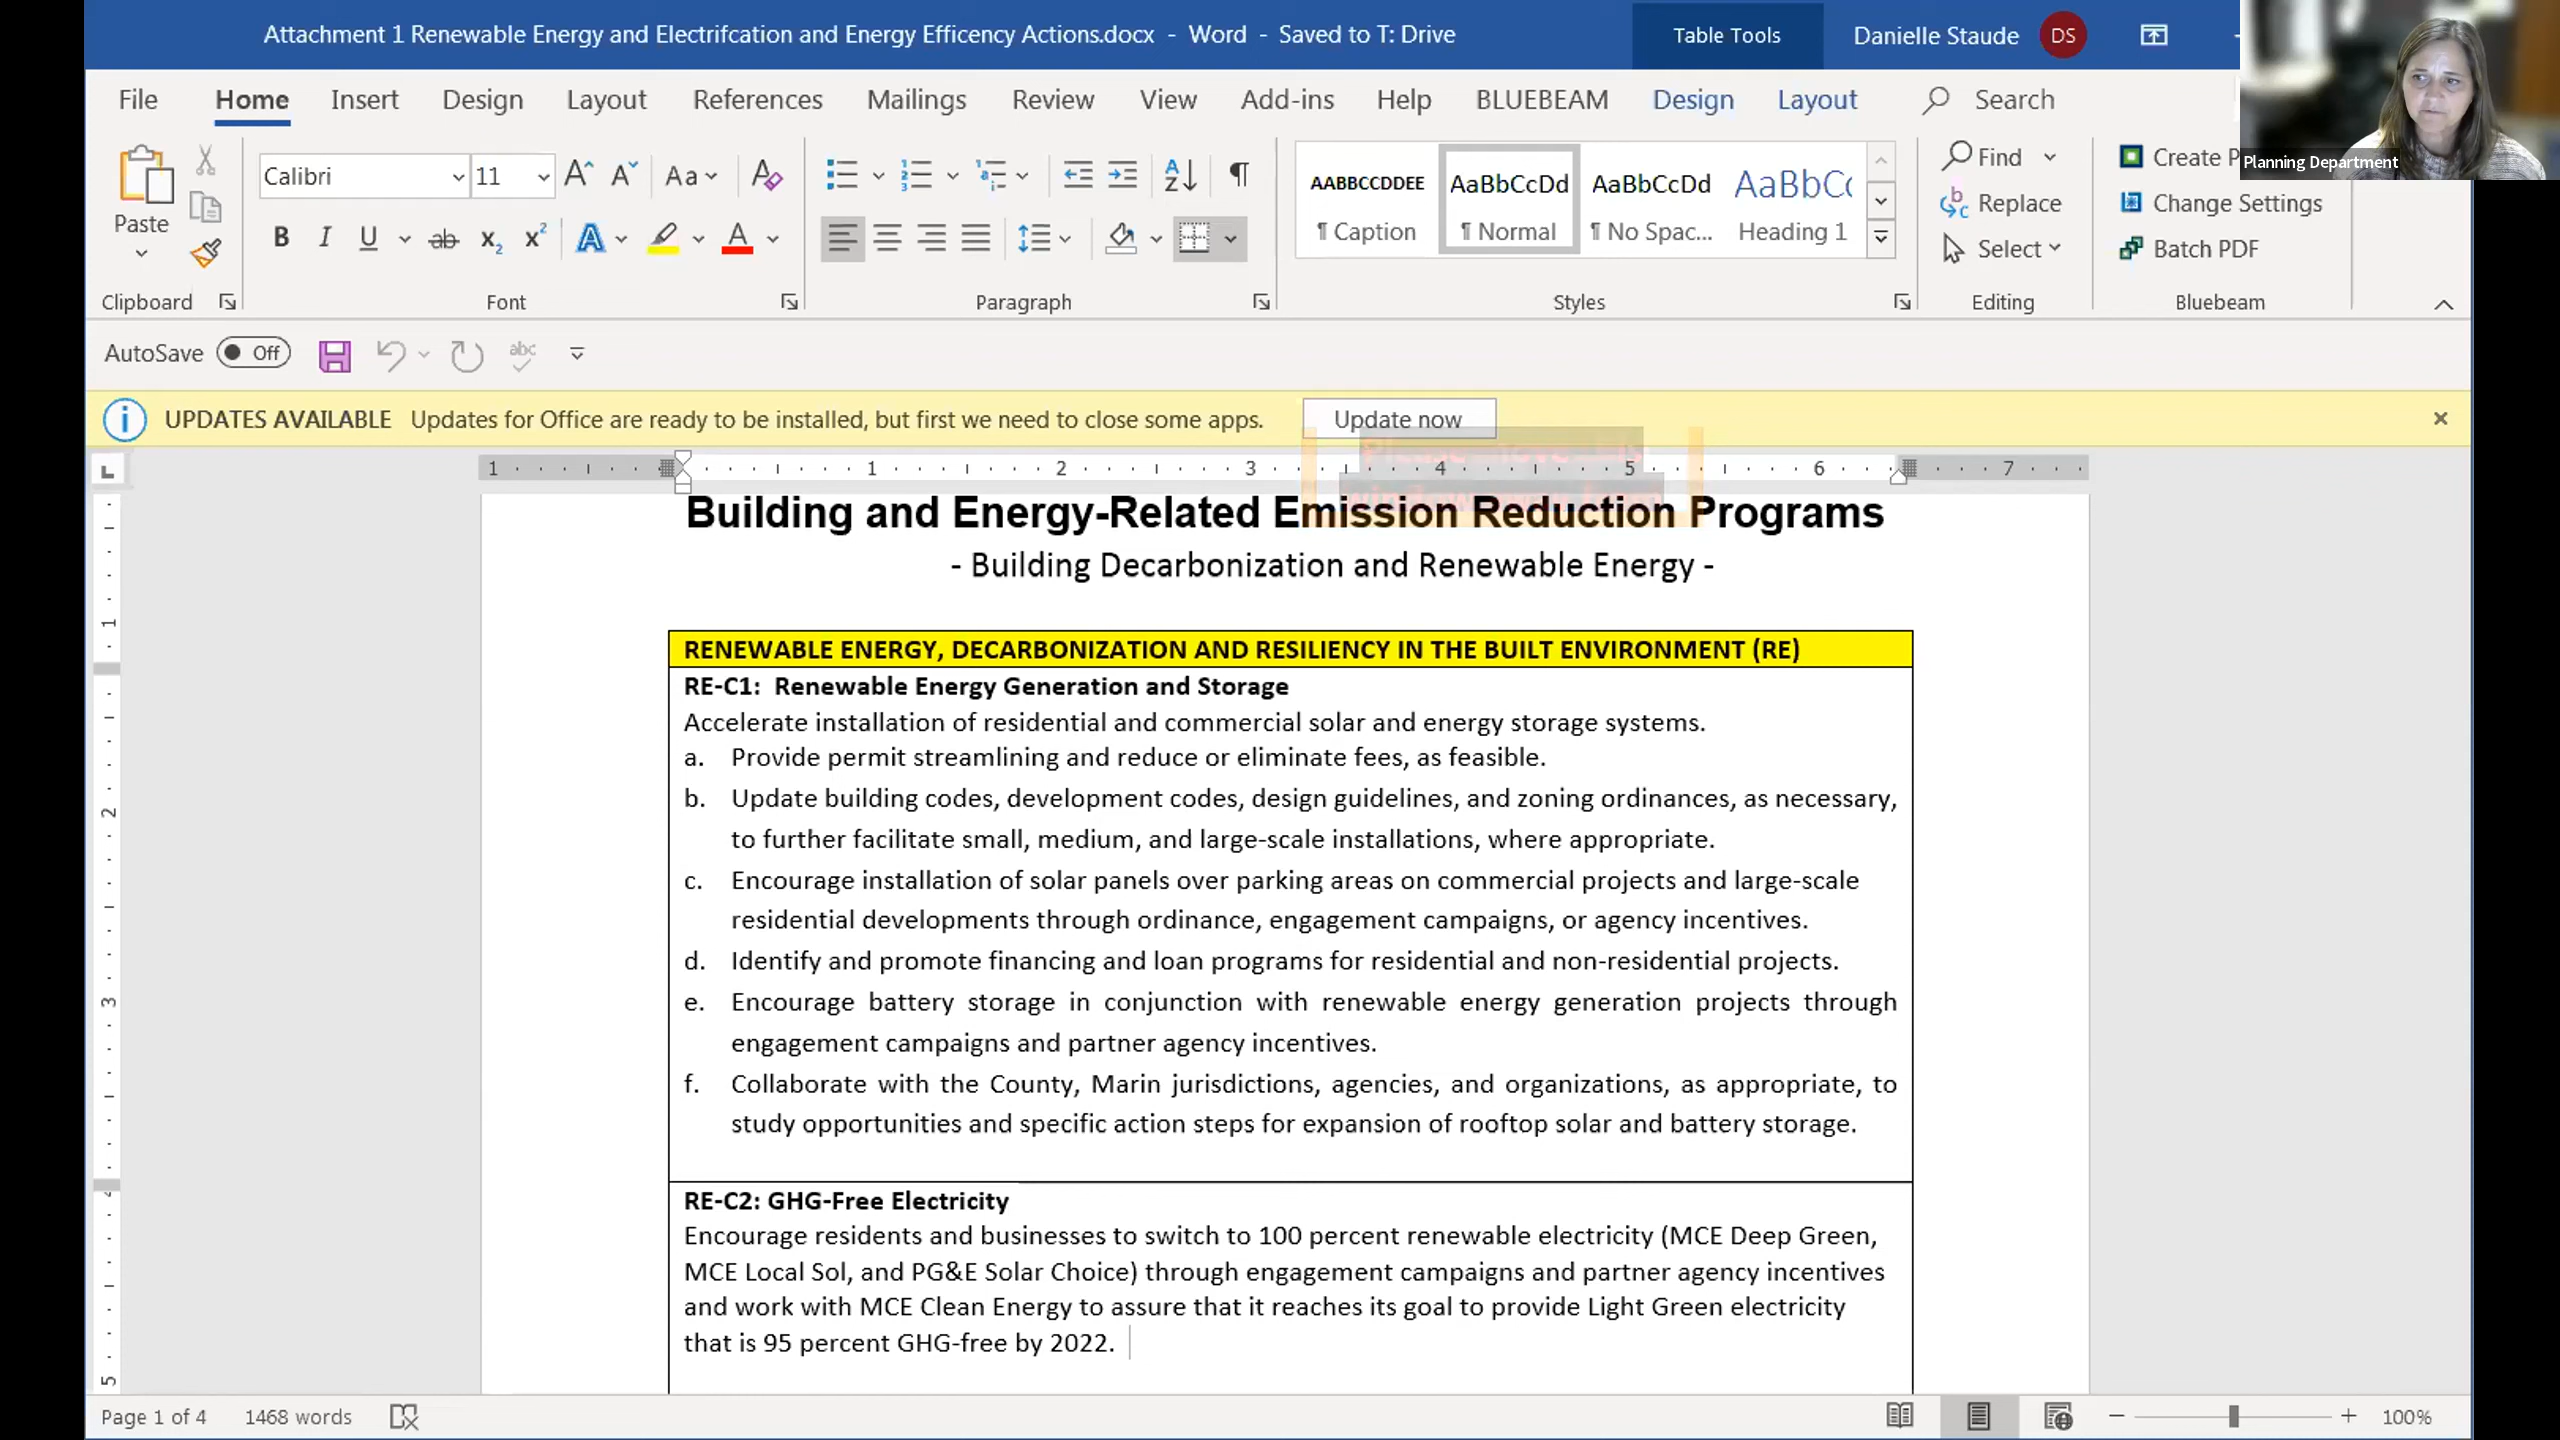 Attachment 1 Renewable Energy and Electrifcation and Energy Efficency Actions.docx - Word - Saved to T: Drive
Table Tools
Danielle Staude DS
File Home Insert Design Layout References Mailings Review View Add-ins Help BLUEBEAM Design Layout Search
Planning Department
Paste
Clipboard
Calibri 11
Aa
Font
Paragraph
AABBCCDDEE AaBbCcDd AaBbCcDd AaBbCc
¶ Caption ¶ Normal ¶ No Spac... Heading 1
Styles
Find
Replace
Select
Editing
Create P
Change Settings
Batch PDF
Bluebeam
AutoSave Off
UPDATES AVAILABLE Updates for Office are ready to be installed, but first we need to close some apps. Update now
1 1 2 3 4 5 6 7
Building and Energy-Related Emission Reduction Programs
- Building Decarbonization and Renewable Energy -
RENEWABLE ENERGY, DECARBONIZATION AND RESILIENCY IN THE BUILT ENVIRONMENT (RE)
RE-C1: Renewable Energy Generation and Storage
Accelerate installation of residential and commercial solar and energy storage systems.
a. Provide permit streamlining and reduce or eliminate fees, as feasible.
b. Update building codes, development codes, design guidelines, and zoning ordinances, as necessary,
to further facilitate small, medium, and large-scale installations, where appropriate.
c. Encourage installation of solar panels over parking areas on commercial projects and large-scale
residential developments through ordinance, engagement campaigns, or agency incentives.
d. Identify and promote financing and loan programs for residential and non-residential projects.
e. Encourage battery storage in conjunction with renewable energy generation projects through
engagement campaigns and partner agency incentives.
f. Collaborate with the County, Marin jurisdictions, agencies, and organizations, as appropriate, to
study opportunities and specific action steps for expansion of rooftop solar and battery storage.
RE-C2: GHG-Free Electricity
Encourage residents and businesses to switch to 100 percent renewable electricity (MCE Deep Green,
MCE Local Sol, and PG&E Solar Choice) through engagement campaigns and partner agency incentives
and work with MCE Clean Energy to assure that it reaches its goal to provide Light Green electricity
that is 95 percent GHG-free by 2022.
Page 1 of 4 1468 words 100%